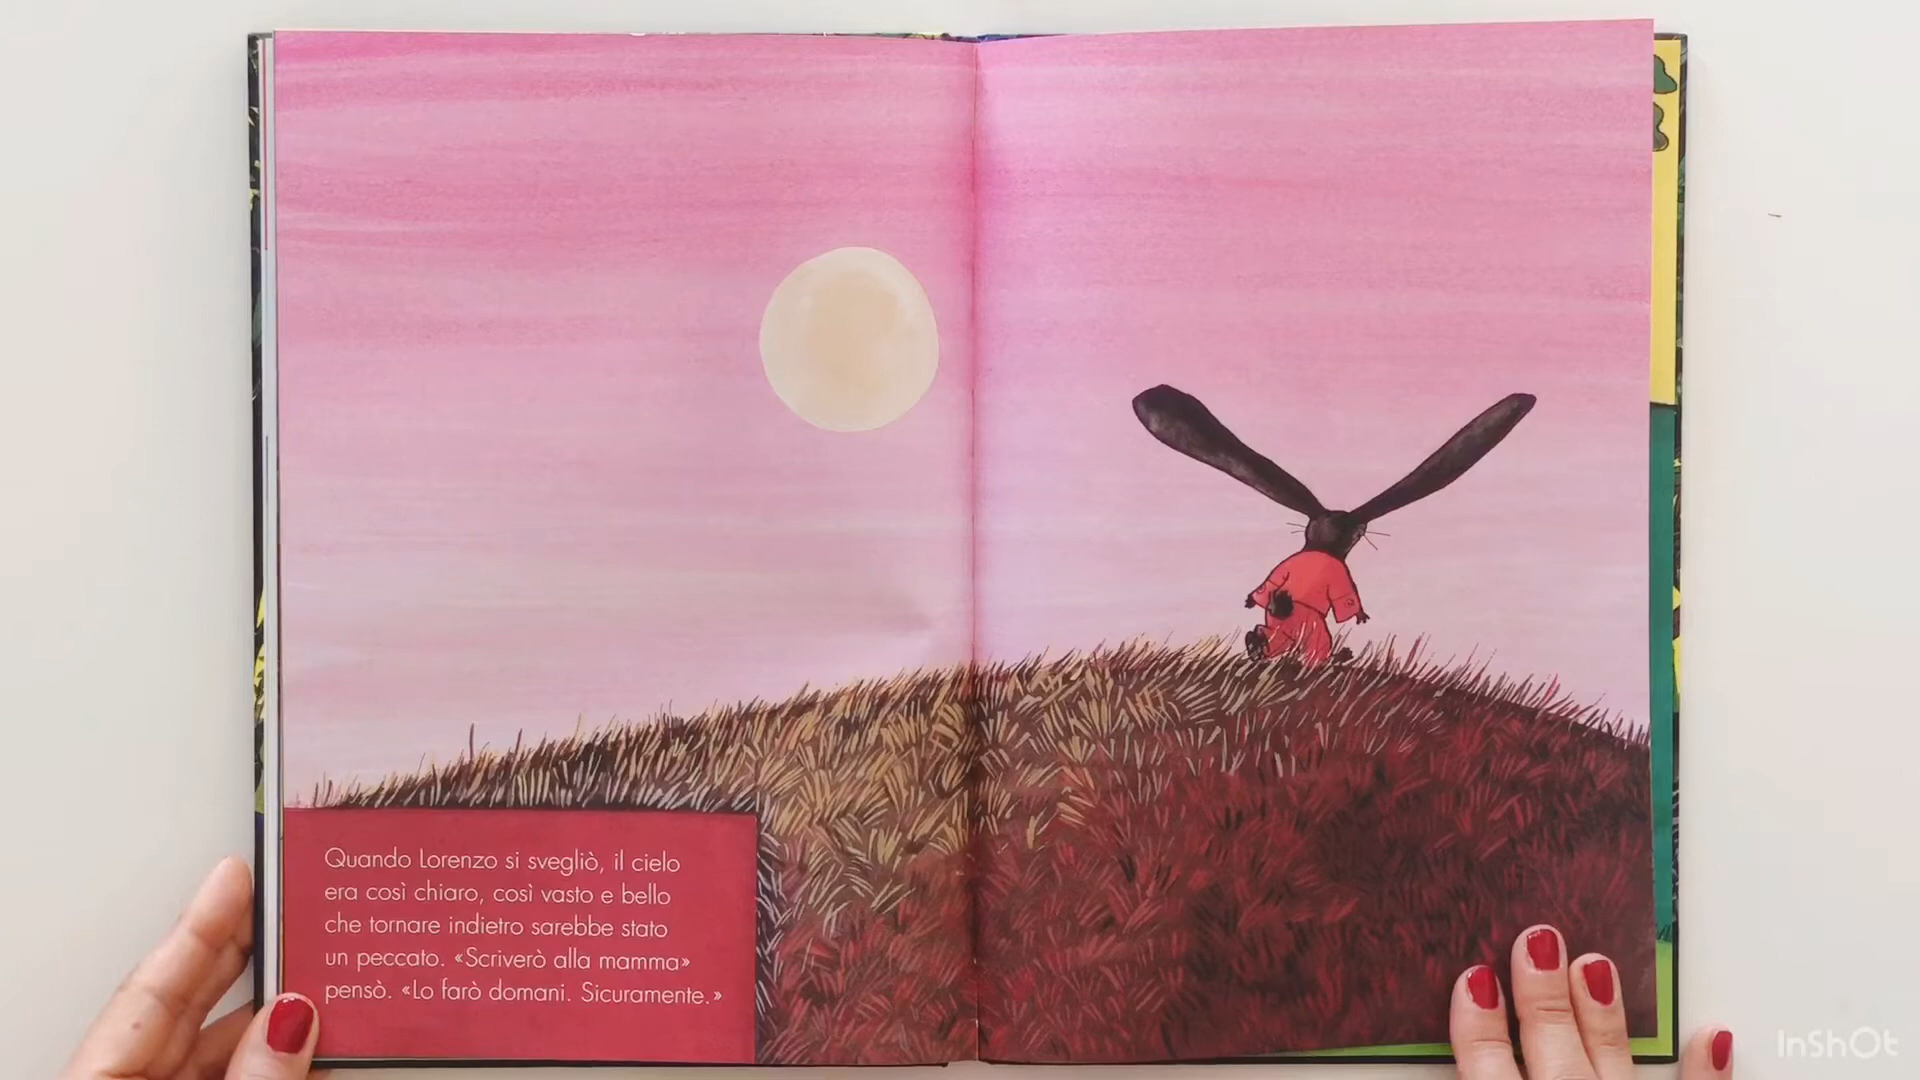 Quando Lorenzo si svegliò, il cielo
era così chiaro, così vasto e bello
che tornare indietro sarebbe stato
un peccato. «Scriverò alla mamma»
pensò. «Lo farò domani. Sicuramente.»
InShOt